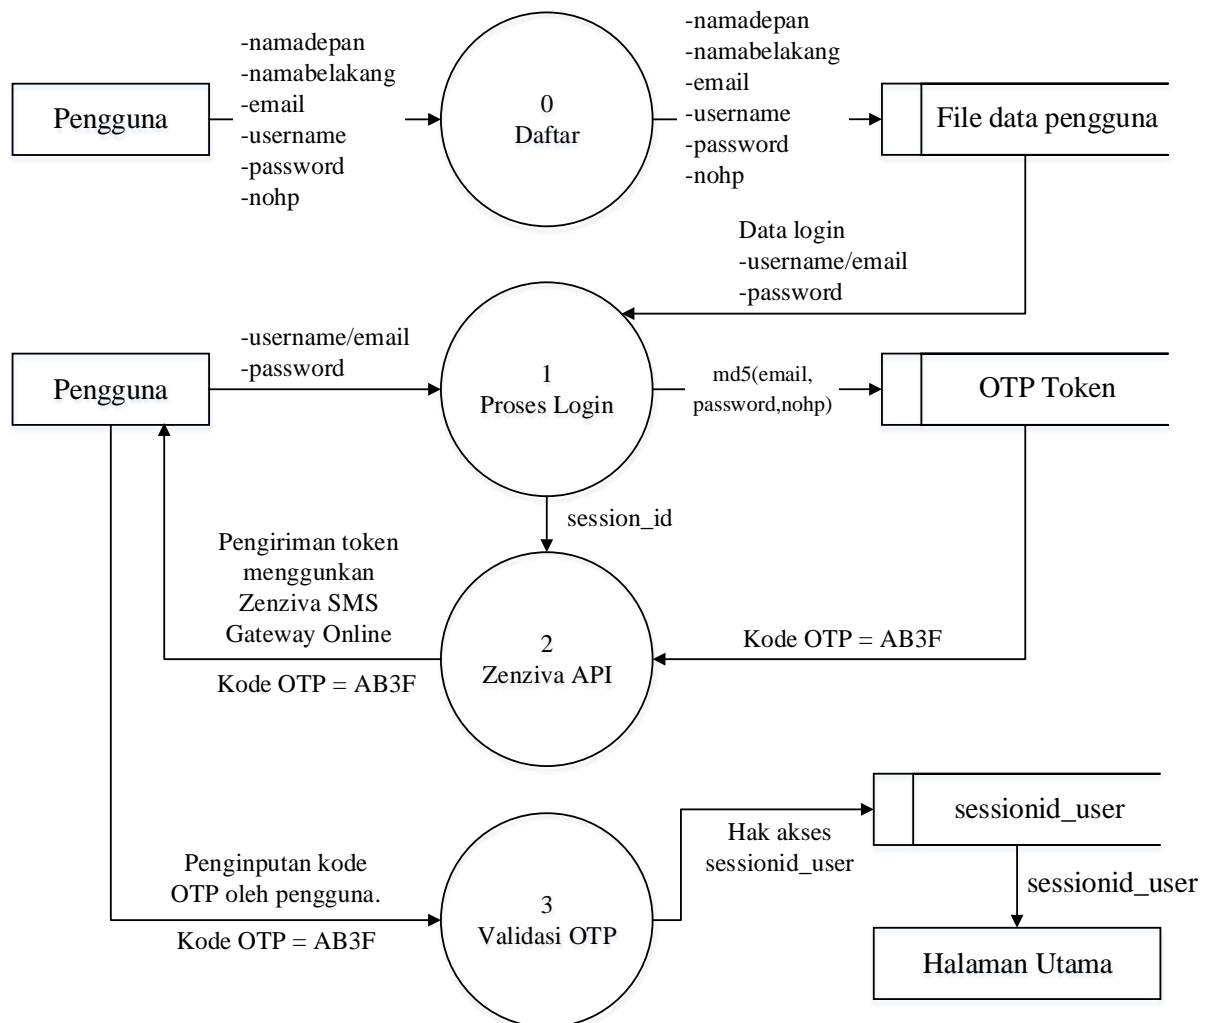 -namadepan
-namabelakang
-email
-username
-password
-nohp
Pengguna
0
Daftar
-namadepan
-namabelakang
-email
-username
-password
-nohp
File data pengguna
Data login
-username/email
-password
-username/email
-password
Pengguna
1
Proses Login
md5(email,
password,nohp)
OTP Token
session_id
Pengiriman token
menggunkan
Zenziva SMS
Gateway Online
Kode OTP = AB3F
2
Zenziva API
Kode OTP = AB3F
Penginputan kode
OTP oleh pengguna.
Kode OTP = AB3F
3
Validasi OTP
Hak akses
sessionid_user
sessionid_user
sessionid_user
Halaman Utama